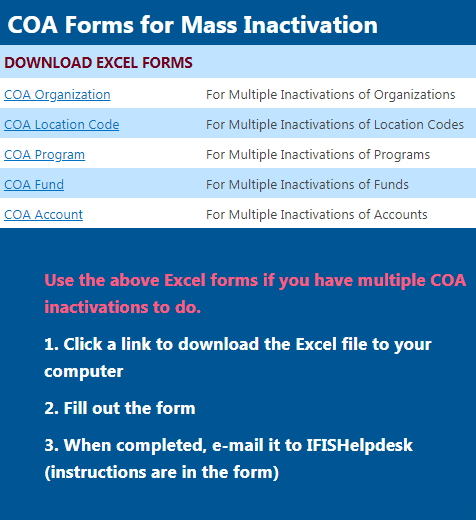 COA Forms for Mass Inactivation
DOWNLOAD EXCEL FORMS
COA Organization For Multiple Inactivations of Organizations
COA Location Code For Multiple Inactivations of Location Codes
COA Program For Multiple Inactivations of Programs
COA Fund For Multiple Inactivations of Funds
COA Account For Multiple Inactivations of Accounts
Use the above Excel forms if you have multiple COA
inactivations to do.
1. Click a link to download the Excel file to your
computer
2. Fill out the form
3. When completed, e-mail it to IFISHelpdesk
(instructions are in the form)